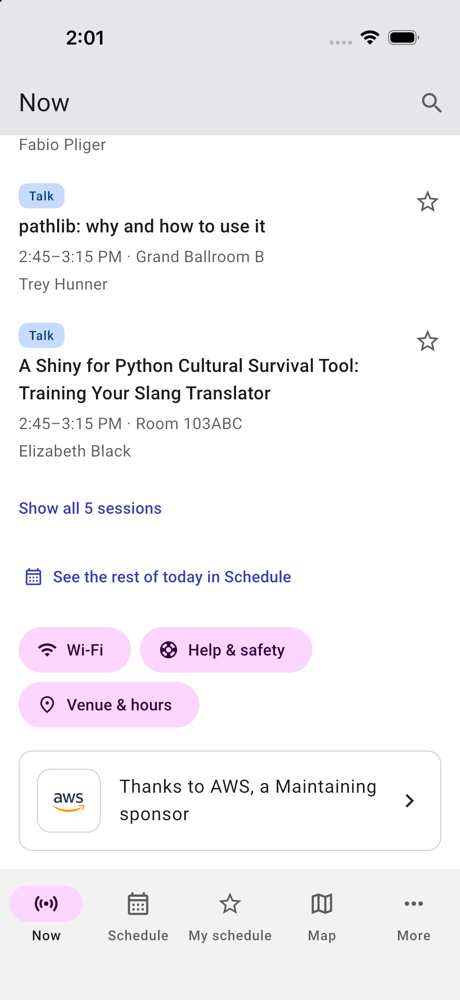 2:01
Now
Fabio Pliger
Talk
pathlib: why and how to use it
2:45–3:15 PM · Grand Ballroom B
Trey Hunner
Talk
A Shiny for Python Cultural Survival Tool:
Training Your Slang Translator
2:45–3:15 PM · Room 103ABC
Elizabeth Black
Show all 5 sessions
See the rest of today in Schedule
Wi-Fi
Help & safety
Venue & hours
aws
Thanks to AWS, a Maintaining
sponsor
Now
Schedule
My schedule
Map
More